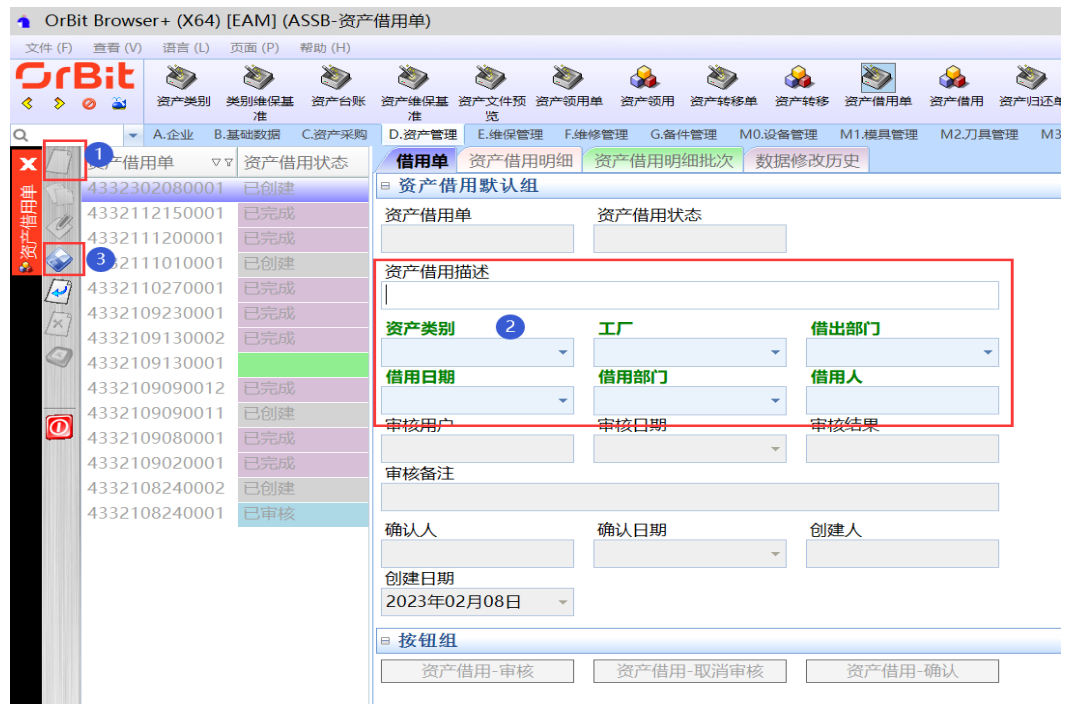 OrBit Browser+ (X64) [EAM] (ASSB-资产借用单)
文件 (F) 查看 (V) 语言 (L) 页面 (P) 帮助 (H)
OrBit
资产类别 类别维保基准 资产台账 资产维保基准 资产文件预览 资产领用单 资产领用 资产转移单 资产转移 资产借用单 资产借用 资产归还单
A.企业 B.基础数据 C.资产采购 D.资产管理 E.维保管理 F.维修管理 G.备件管理 M0.设备管理 M1.模具管理 M2.刀具管理 M3
资产借用单
1
3
产借用单 资产借用状态
4332302080001 已创建
4332112150001 已完成
4332111200001 已完成
2111010001 已创建
4332110270001 已完成
4332109230001 已完成
4332109130002 已完成
4332109130001
4332109090012 已完成
4332109090011 已创建
4332109080001 已完成
4332109020001 已完成
4332108240002 已创建
4332108240001 已审核
借用单 资产借用明细 资产借用明细批次 数据修改历史
资产借用默认组
资产借用单 资产借用状态
资产借用描述
资产类别 2 工厂 借出部门
借用日期 借用部门 借用人
审核用户 审核日期 审核结果
审核备注
确认人 确认日期 创建人
创建日期
2023年02月08日
按钮组
资产借用-审核 资产借用-取消审核 资产借用-确认